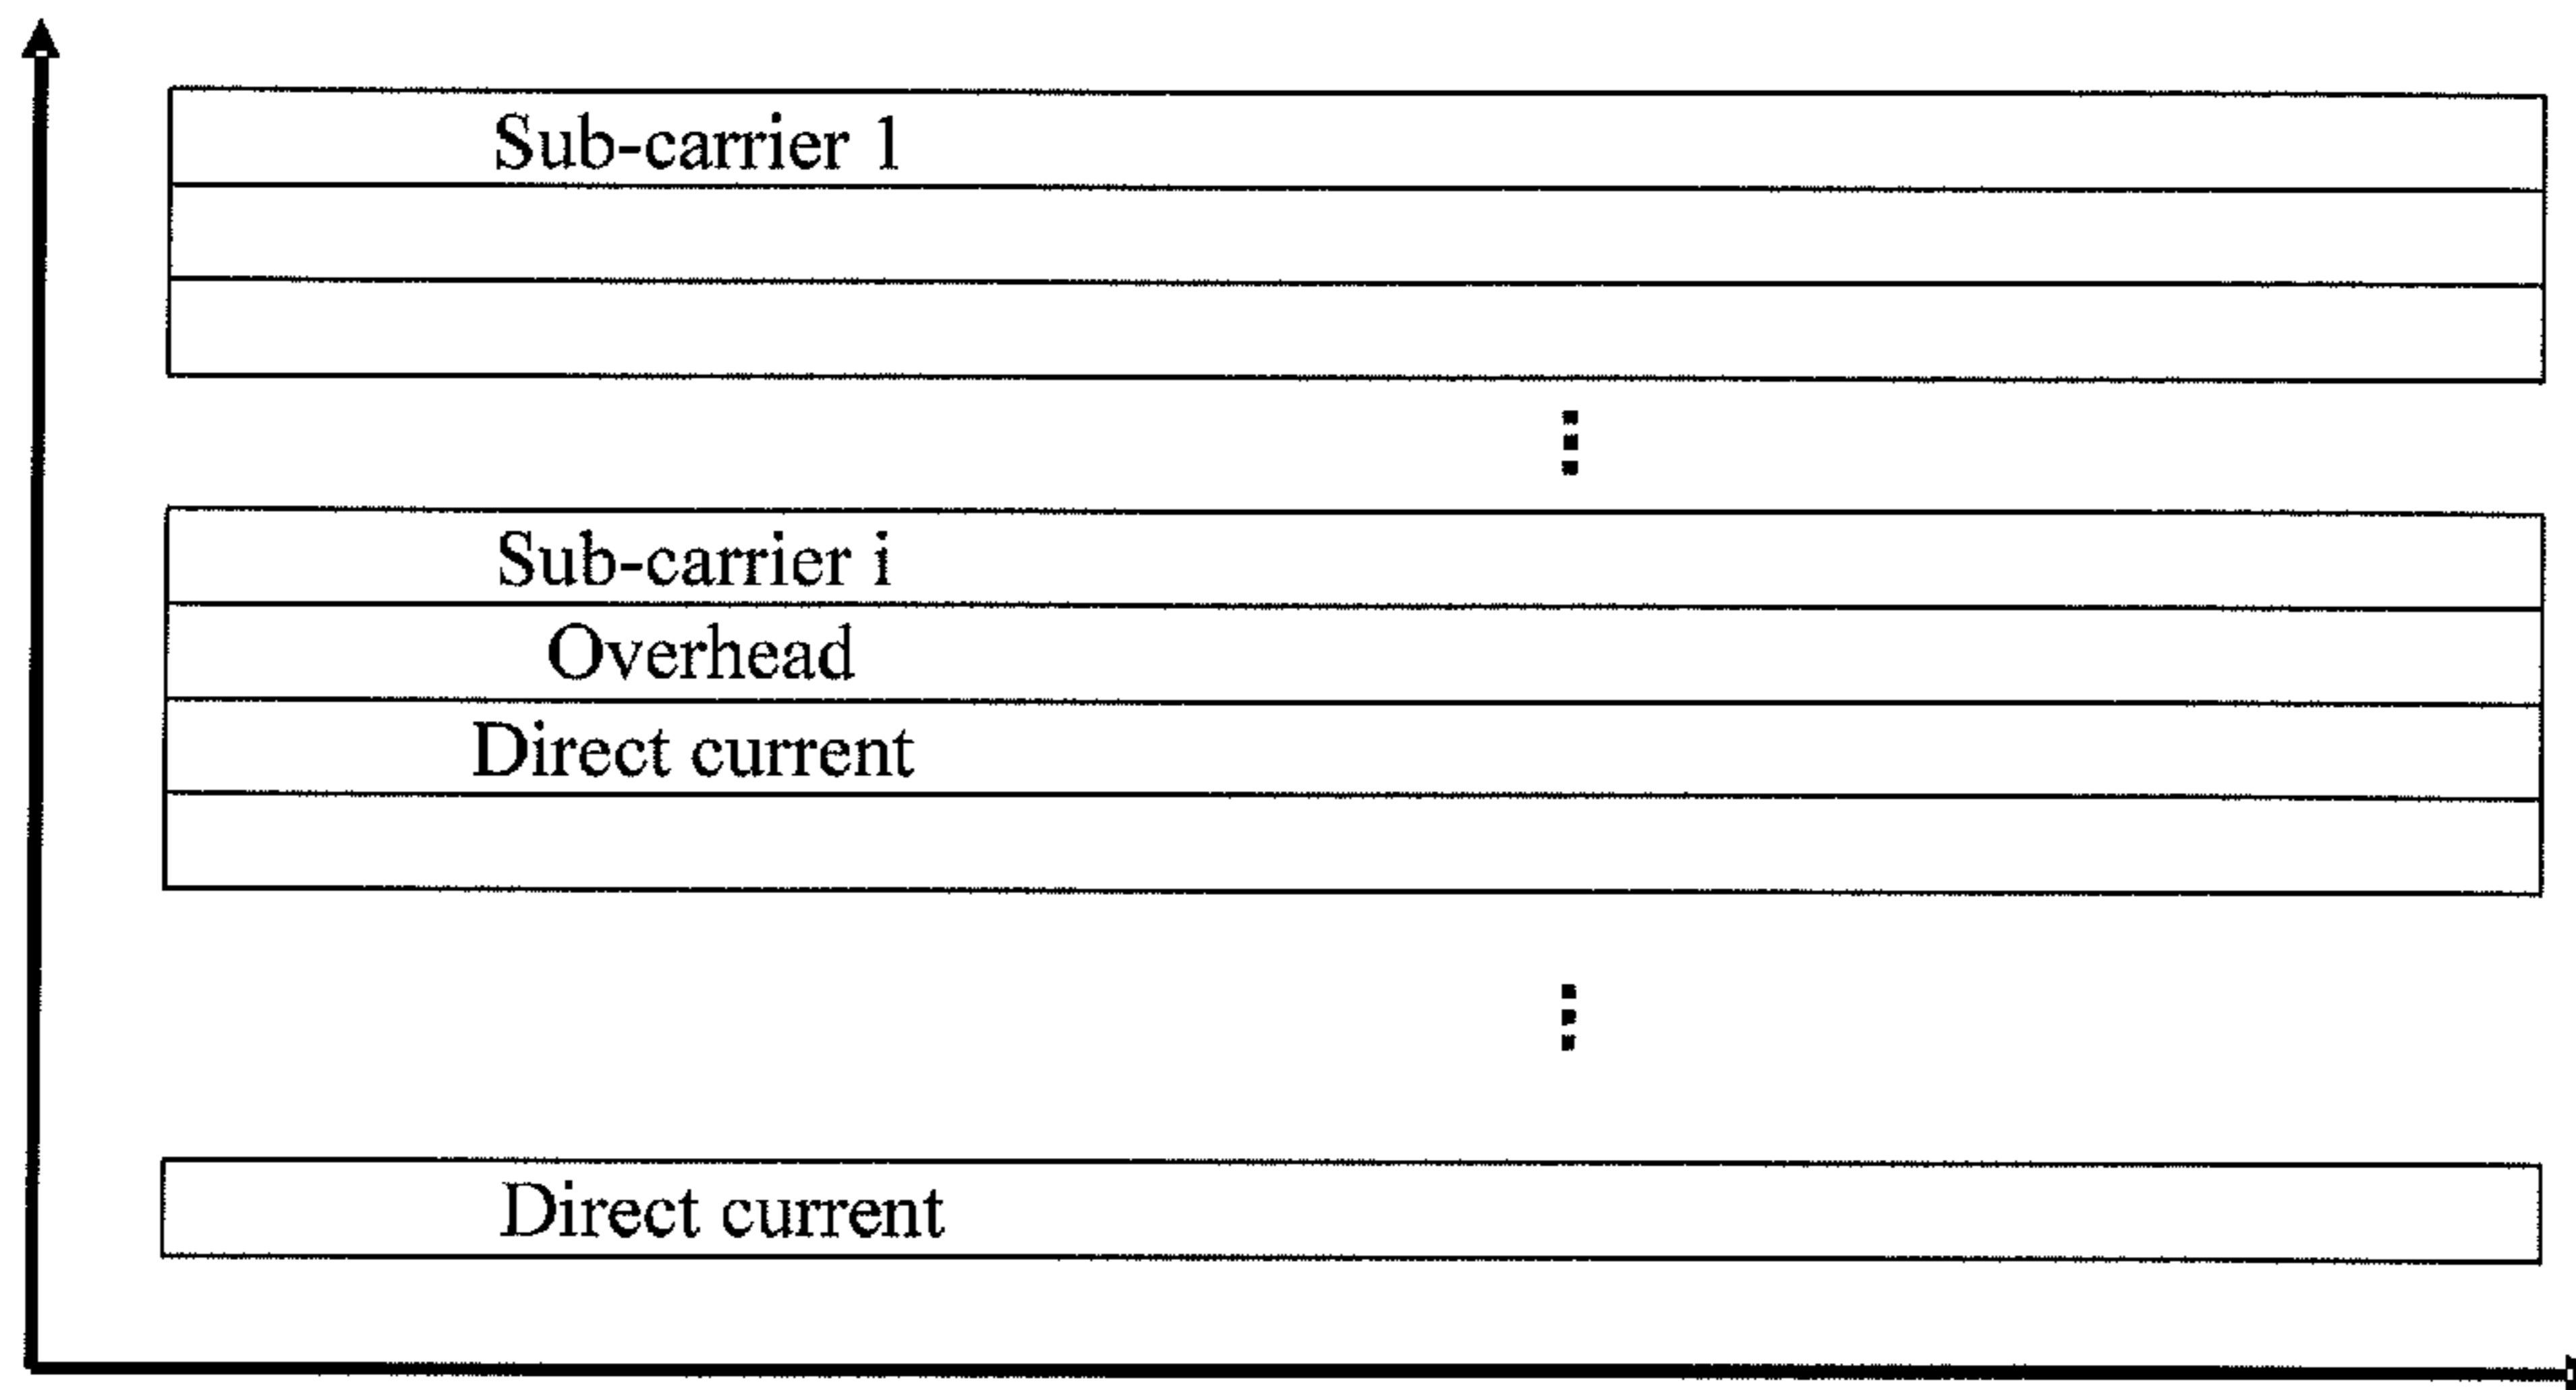 Sub-carrier 1
Sub-carrier i
Overhead
Direct current
Direct current